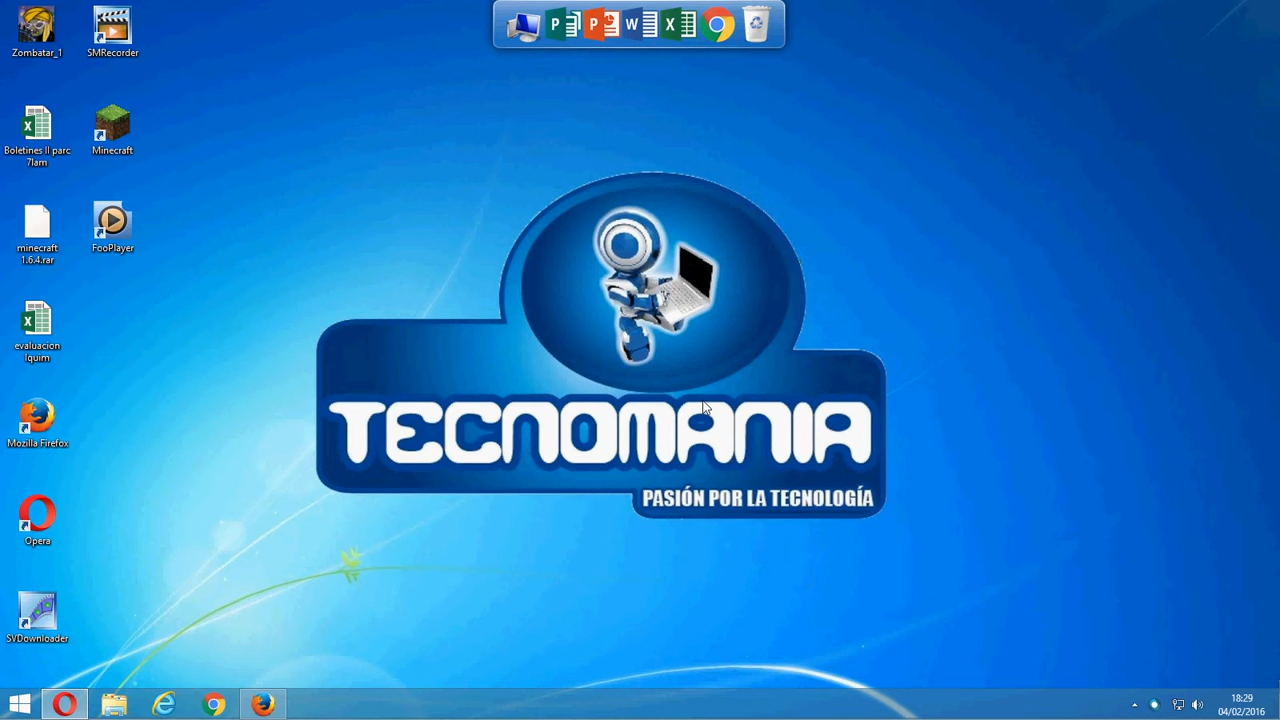 Zombatar_1
SMRecorder
Boletines II parc
7lam
Minecraft
minecraft
1.6.4.rar
FooPlayer
evaluacion
lquim
Mozilla Firefox
Opera
SVDownloader
P
P
W
X
TECNOMANIA
PASIÓN POR LA TECNOLOGÍA
18:29
04/02/2016